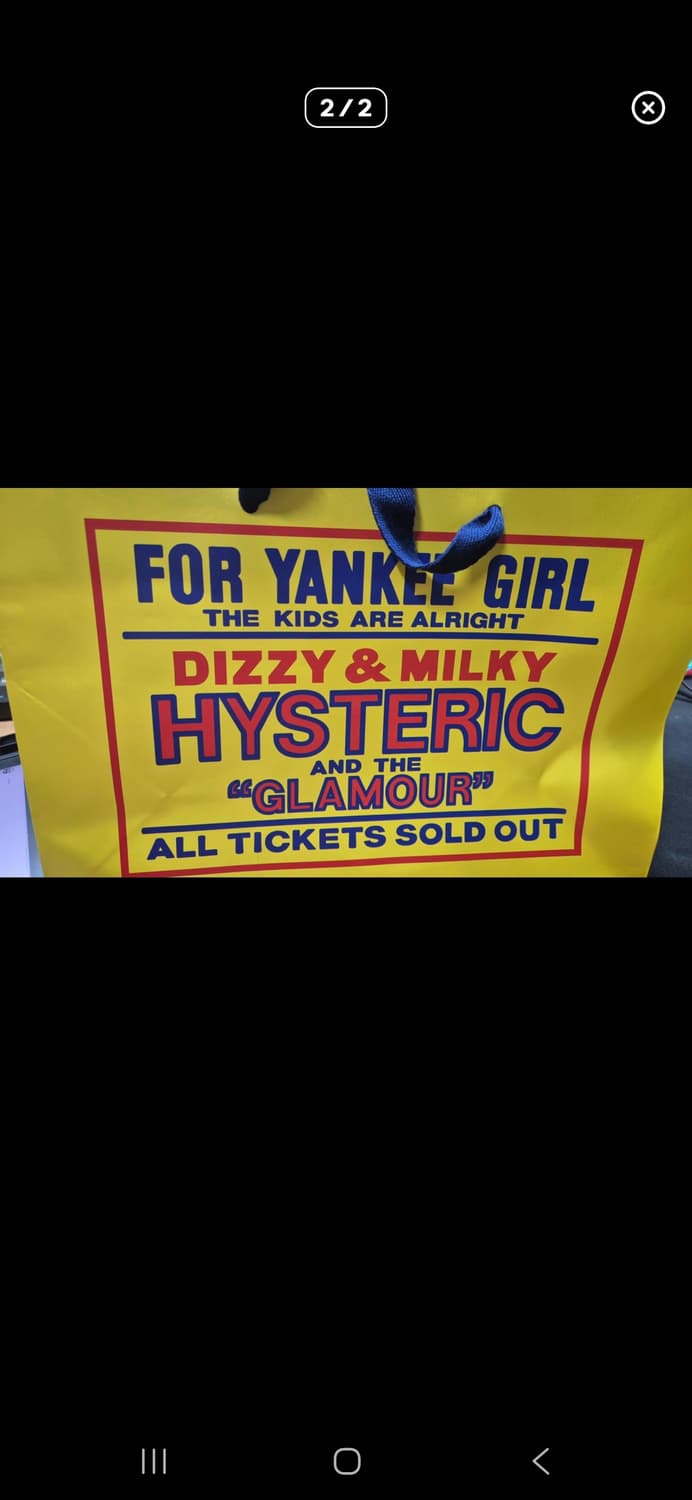 2/2
FOR YANKEE GIRL
THE KIDS ARE ALRIGHT
DIZZY & MILKY
HYSTERIC
AND THE
“GLAMOUR”
ALL TICKETS SOLD OUT